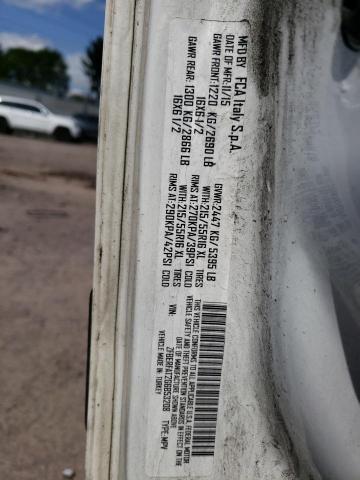 MFD BY FCA Italy S.p.A.
DATE OF MFR: 11/15 GVWR: 2447 KG/5395 LB
GAWR FRONT: 1220 KG/2690 LB WITH: 215/55R16 XL TIRES
16X6-1/2 RIMS AT: 270KPA/39PSI COLD
GAWR REAR: 1300 KG/2866 LB WITH: 215/55R16 XL TIRES
16X6 1/2 RIMS AT: 290KPA/42PSI COLD
THIS VEHICLE CONFORMS TO ALL APPLICABLE U.S.A. FEDERAL MOTOR
VEHICLE SAFETY AND THEFT PREVENTION STANDARDS IN EFFECT ON THE
DATE OF MANUFACTURE SHOWN ABOVE
MADE IN: TURKEY
VIN: TYPE: MPV